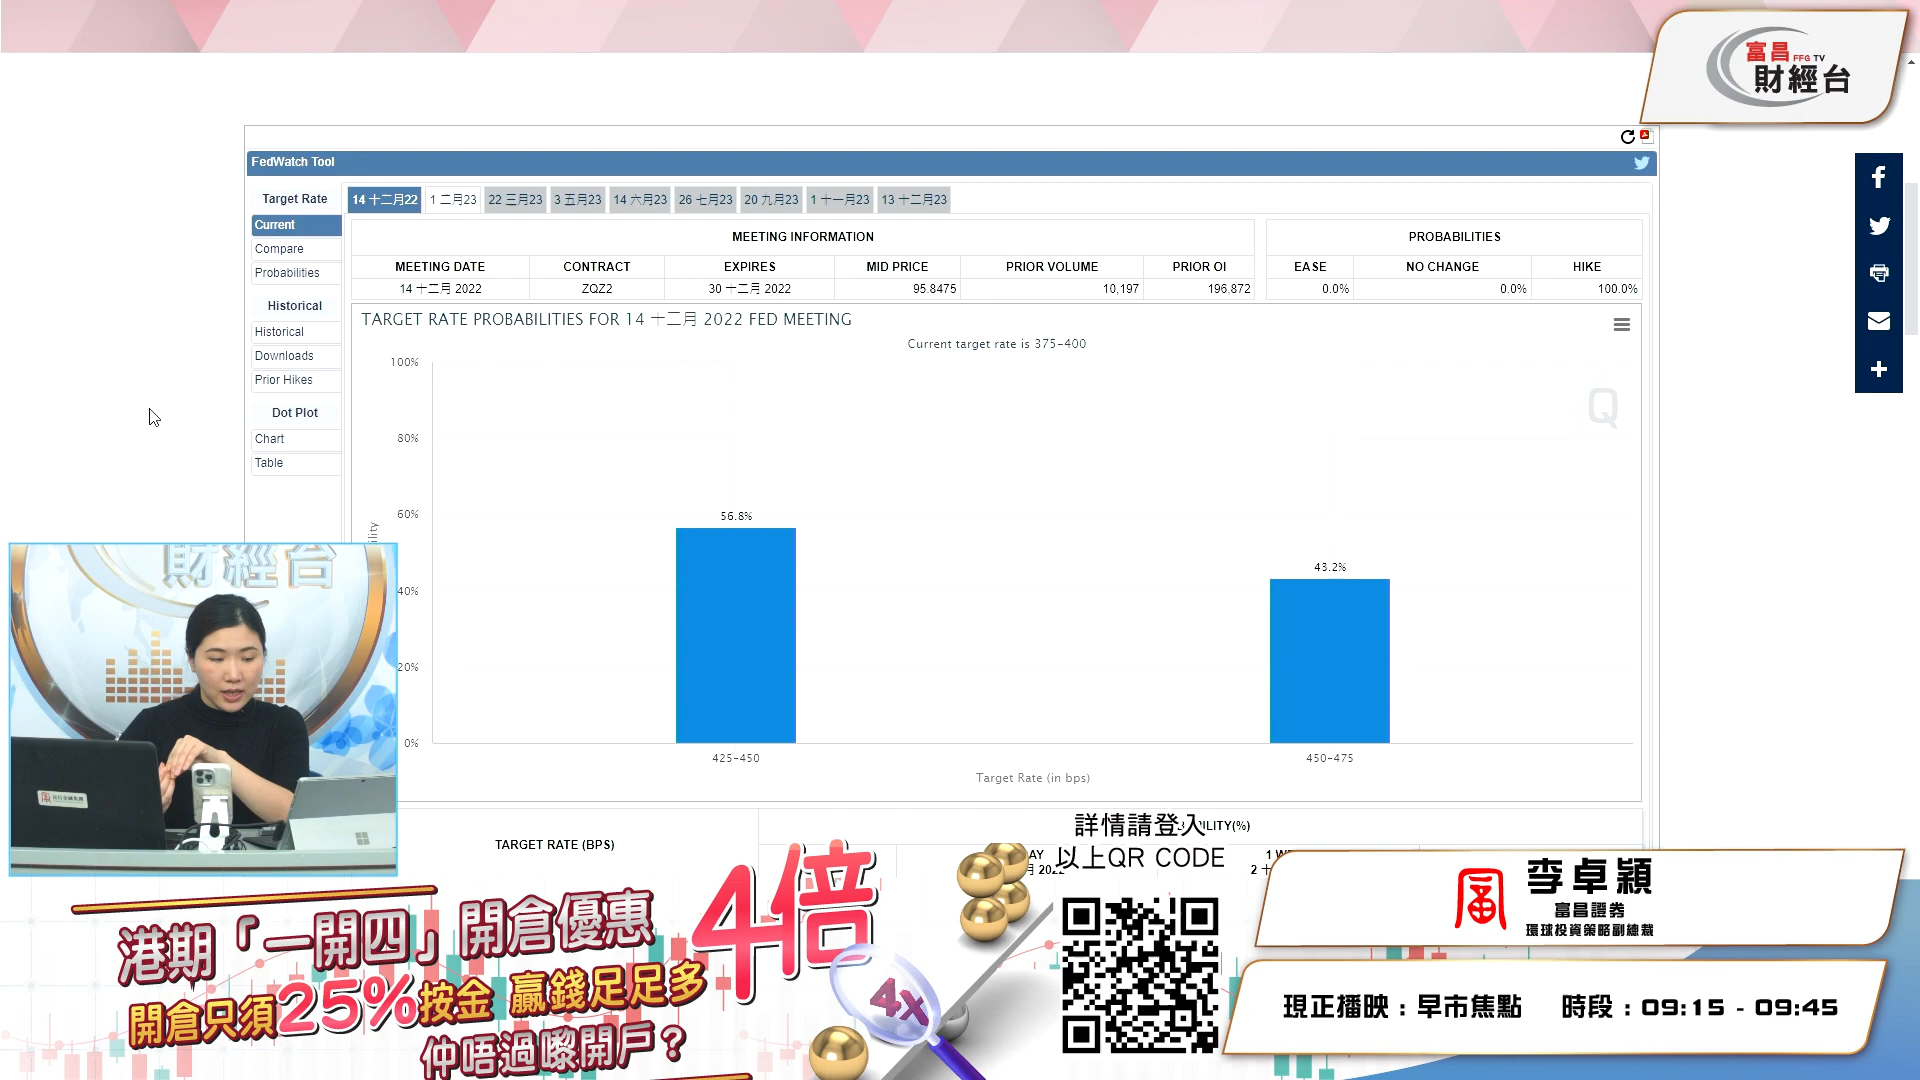 富昌 FFG TV
財經台
FedWatch Tool
Target Rate
Current
Compare
Probabilities
Historical
Historical
Downloads
Prior Hikes
Dot Plot
Chart
Table
14 十二月22 1 二月23 22 三月23 3 五月23 14 六月23 26 七月23 20 九月23 1 十一月23 13 十二月23
MEETING INFORMATION
MEETING DATE CONTRACT EXPIRES MID PRICE PRIOR VOLUME PRIOR OI
14 十二月 2022 ZQZ2 30 十二月 2022 95.8475 10,197 196,872
PROBABILITIES
EASE NO CHANGE HIKE
0.0% 0.0% 100.0%
TARGET RATE PROBABILITIES FOR 14 十二月 2022 FED MEETING
Current target rate is 375-400
Q
100%
80%
60%
40%
20%
0%
56.8%
43.2%
425-450 450-475
Target Rate (in bps)
財經台
TARGET RATE (BPS)
詳情請登入
以上QR CODE
港期「一開四」開倉優惠 4倍
開倉只須25%按金 贏錢足足多
仲唔過嚟開戶?
4x
李卓穎
富昌證券
環球投資策略副總裁
現正播映：早市焦點 時段：09:15 - 09:45